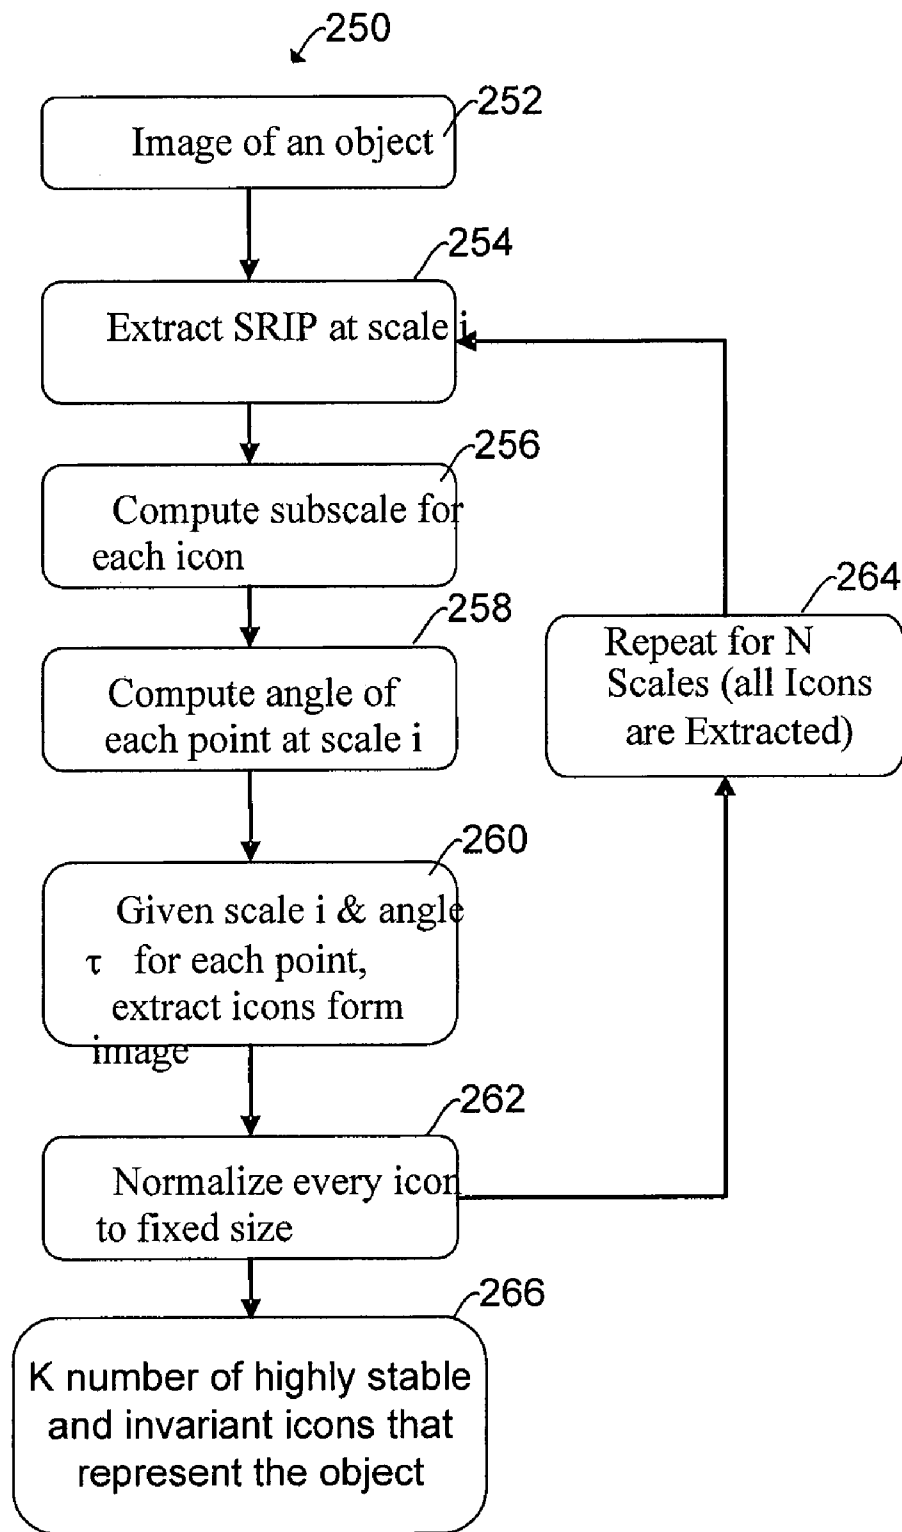 250
252
Image of an object
254
Extract SRIP at scale i
256
Compute subscale for
each icon
258
Compute angle of
each point at scale i
264
Repeat for N
Scales (all Icons
are Extracted)
260
Given scale i & angle
τ for each point,
extract icons form
image
262
Normalize every icon
to fixed size
266
K number of highly stable
and invariant icons that
represent the object